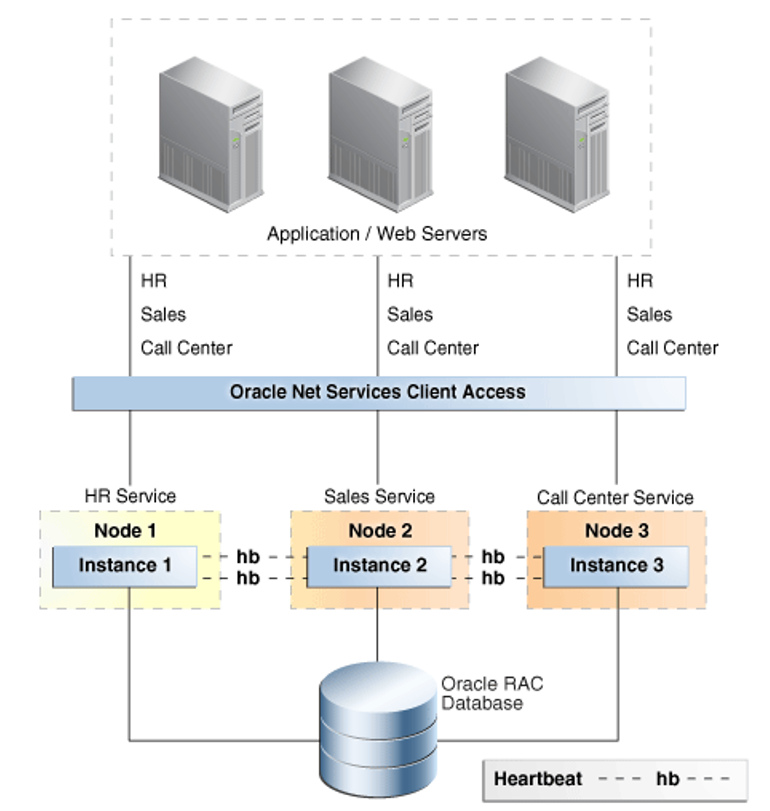 Application / Web Servers
HR
HR
HR
Sales
Sales
Sales
Call Center
Call Center
Call Center
Oracle Net Services Client Access
HR Service
Sales Service
Call Center Service
Node 1
Node 2
Node 3
Instance 1
hb
hb
Instance 2
hb
hb
Instance 3
Oracle RAC
Database
Heartbeat --- hb ---